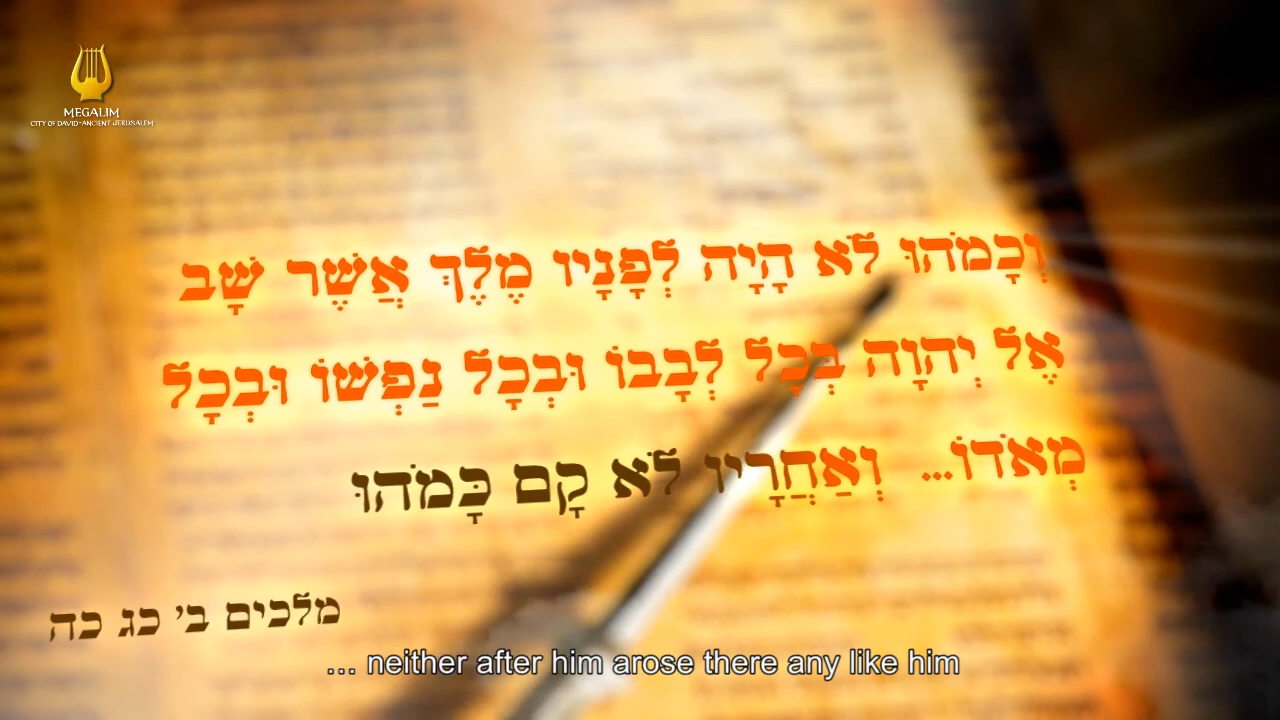 MEGALIM
CITY OF DAVID-ANCIENT JERUSALEM
וְכָמֹהוּ לֹא הָיָה לְפָנָיו מֶלֶךְ אֲשֶׁר שָׁב
אֶל יְהוָה בְּכָל לְבָבוֹ וּבְכָל נַפְשׁוֹ וּבְכָל
מְאֹדוֹ... וְאַחֲרָיו לֹא קָם כָּמֹהוּ
מלכים ב' כג כה
... neither after him arose there any like him